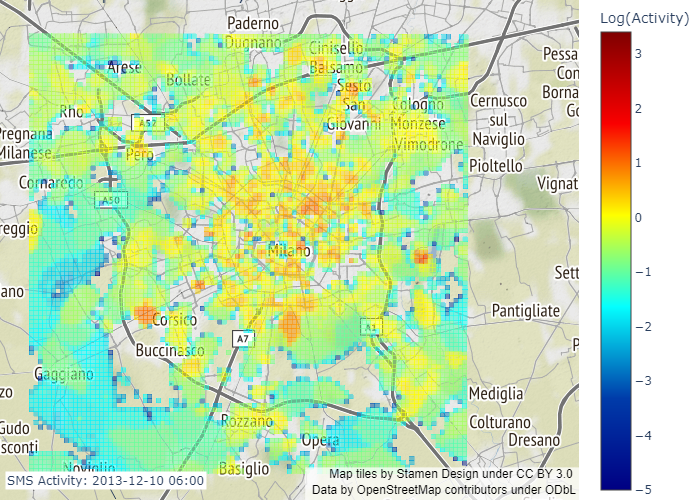 Log(Activity)
3
2
1
0
−1
−2
−3
−4
−5
Paderno
Dugnano
Cinisello
Balsamo
Arese
Bollate
Sesto
San
Giovanni
Cologno
Monzese
Vimodrone
Rho
A52
Pero
Pregnana
Milanese
Cornaredo
A50
reggio
Cernusco
sul
Naviglio
Pioltello
Pessa
Con
Borna
Go
Vignat
Milano
Sett
ano
Corsico
Buccinasco
A7
A1
Pantigliate
P
Gaggiano
zo
Gudo
sconti
Rozzano
Opera
Mediglia
Colturano
Dresano
Noviglio
Basiglio
SMS Activity: 2013-12-10 06:00
Map tiles by Stamen Design under CC BY 3.0
Data by OpenStreetMap contributors under ODbL